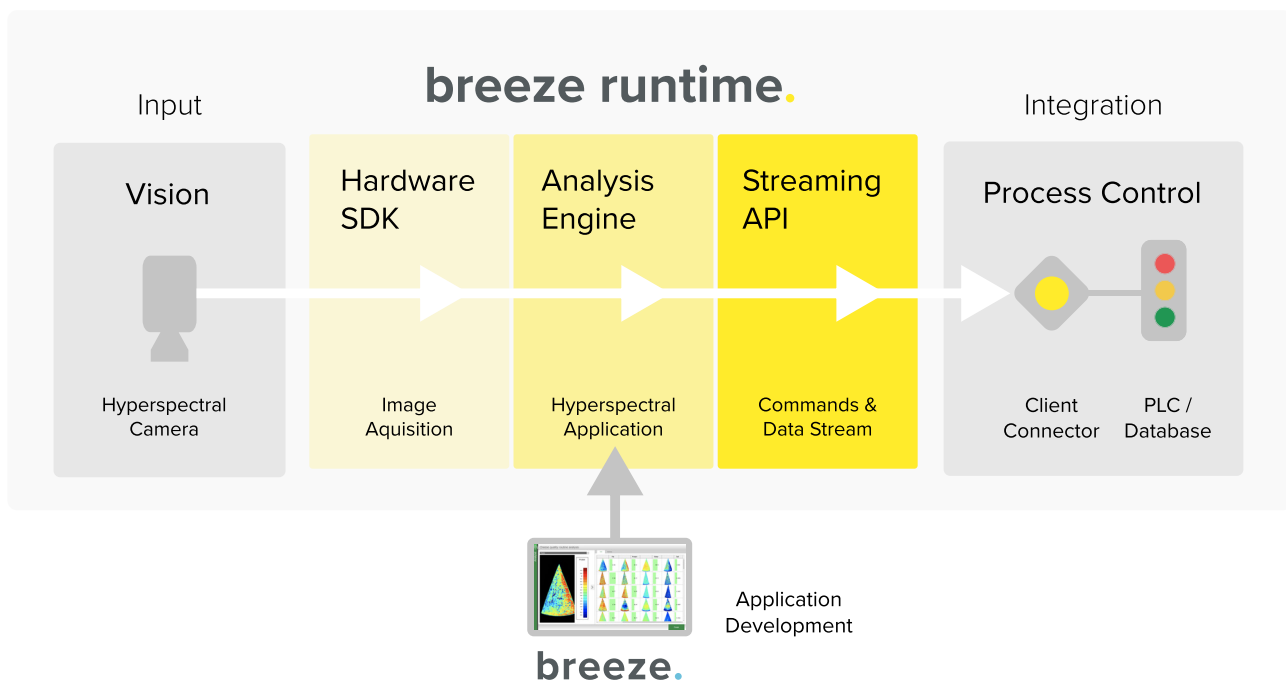 breeze runtime.
Input
Integration
Vision
Hardware
SDK
Analysis
Engine
Streaming
API
Process Control
Hyperspectral
Camera
Image
Aquisition
Hyperspectral
Application
Commands &
Data Stream
Client
Connector
PLC /
Database
Application
Development
breeze.